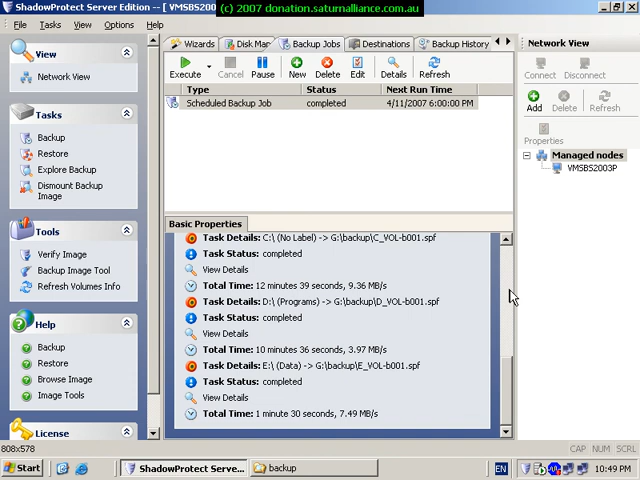 ShadowProtect Server Edition - [VMSBS200
(c) 2007 donation.saturnalliance.com.au
File Tasks View Options Help
View
Network View
Tasks
Backup
Restore
Explore Backup
Dismount Backup
Image
Tools
Verify Image
Backup Image Tool
Refresh Volumes Info
Help
Backup
Restore
Browse Image
Image Tools
License
Wizards Disk Map Backup Jobs Destinations Backup History
Execute Cancel Pause New Delete Edit Details Refresh
Type Status Next Run Time
Scheduled Backup Job completed 4/11/2007 6:00:00 PM
Basic Properties
Task Details: C:\ (No Label) -> G:\backup\C_VOL-b001.spf
Task Status: completed
View Details
Total Time: 12 minutes 39 seconds, 9.36 MB/s
Task Details: D:\ (Programs) -> G:\backup\D_VOL-b001.spf
Task Status: completed
View Details
Total Time: 10 minutes 36 seconds, 3.97 MB/s
Task Details: E:\ (Data) -> G:\backup\E_VOL-b001.spf
Task Status: completed
View Details
Total Time: 1 minute 30 seconds, 7.49 MB/s
Network View
Connect Disconnect
Add Delete Refresh
Properties
Managed nodes
VMSBS2003P
808x578
CAP NUM SCRL
Start
ShadowProtect Serve...
backup
EN
10:49 PM